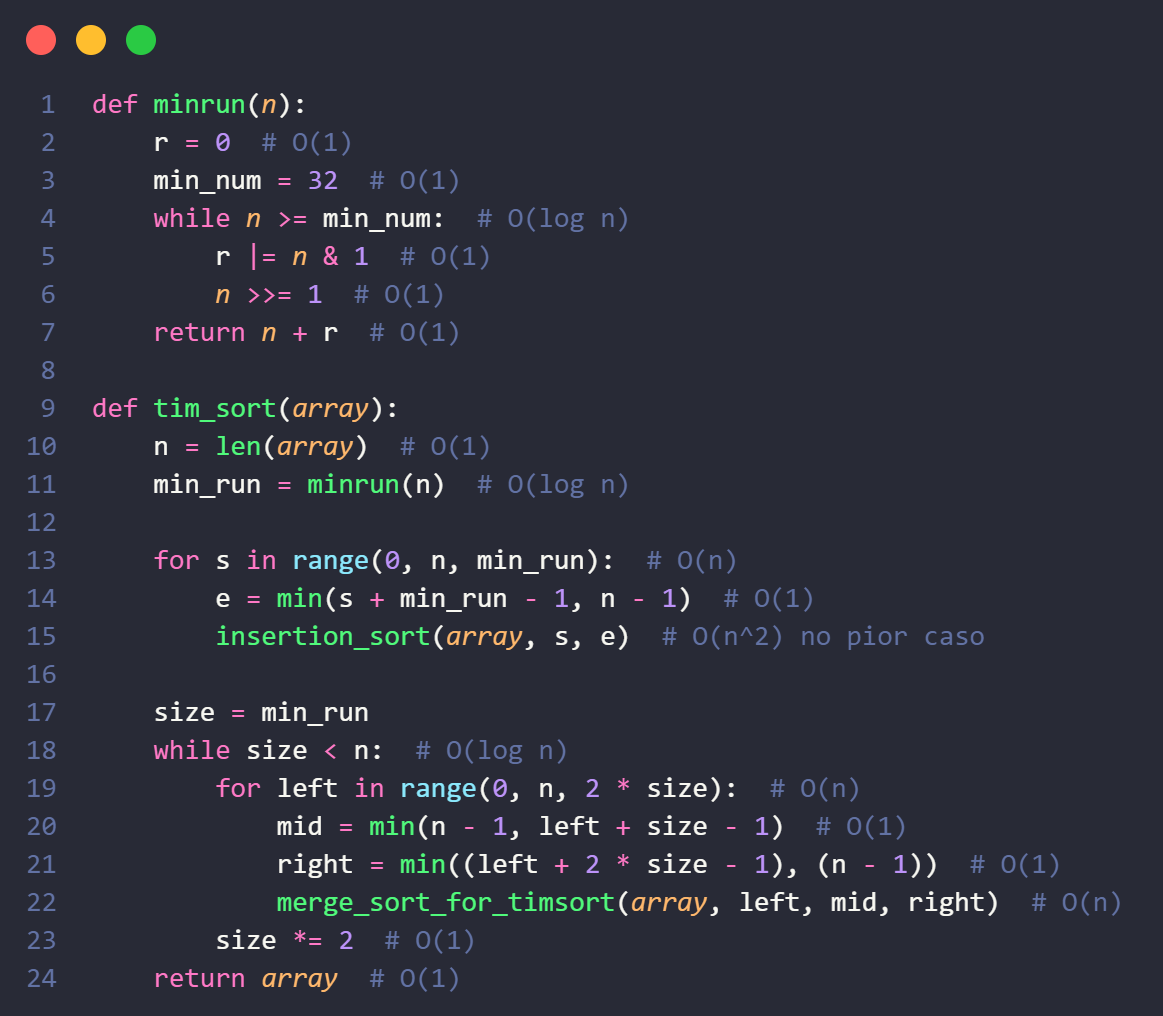 1 def minrun(n):
2     r = 0  # O(1)
3     min_num = 32  # O(1)
4     while n >= min_num:  # O(log n)
5         r |= n & 1  # O(1)
6         n >>= 1  # O(1)
7     return n + r  # O(1)
8
9 def tim_sort(array):
10     n = len(array)  # O(1)
11     min_run = minrun(n)  # O(log n)
12
13     for s in range(0, n, min_run):  # O(n)
14         e = min(s + min_run - 1, n - 1)  # O(1)
15         insertion_sort(array, s, e)  # O(n^2) no pior caso
16
17     size = min_run
18     while size < n:  # O(log n)
19         for left in range(0, n, 2 * size):  # O(n)
20             mid = min(n - 1, left + size - 1)  # O(1)
21             right = min((left + 2 * size - 1), (n - 1))  # O(1)
22             merge_sort_for_timsort(array, left, mid, right)  # O(n)
23         size *= 2  # O(1)
24     return array  # O(1)